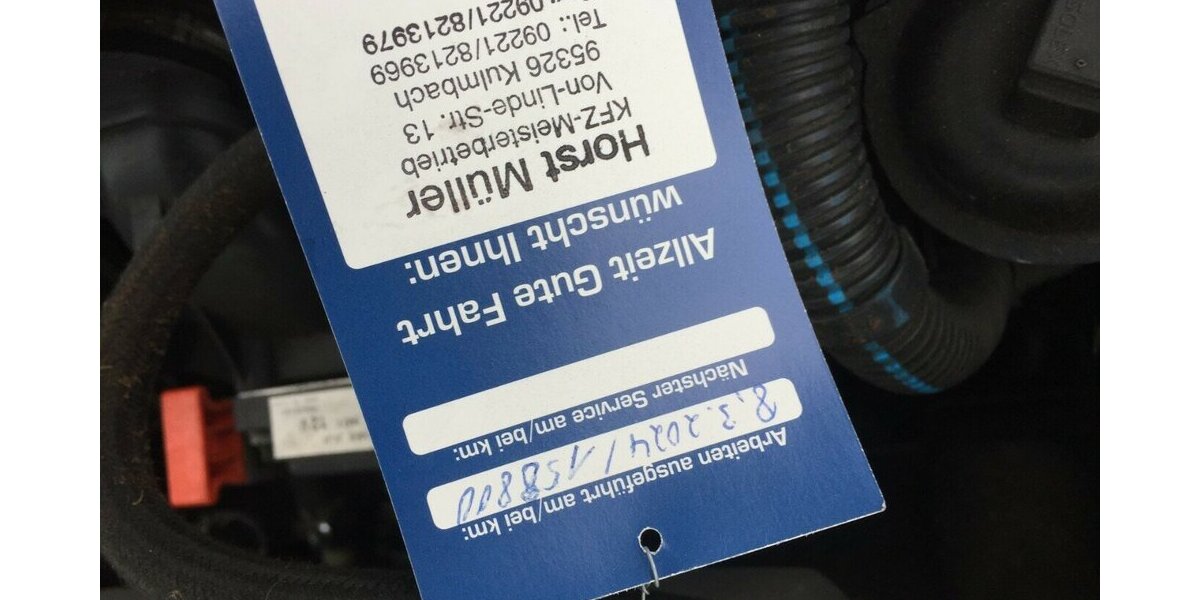 Arbeiten ausgeführt am/bei km:
8.3.2024/158800
Nächster Service am/bei km:
Allzeit Gute Fahrt
wünscht Ihnen:
Horst Müller
KFZ-Meisterbetrieb
Von-Linde-Str. 13
95326 Kulmbach
Tel.: 09221/8213969
09221/8213979
12V